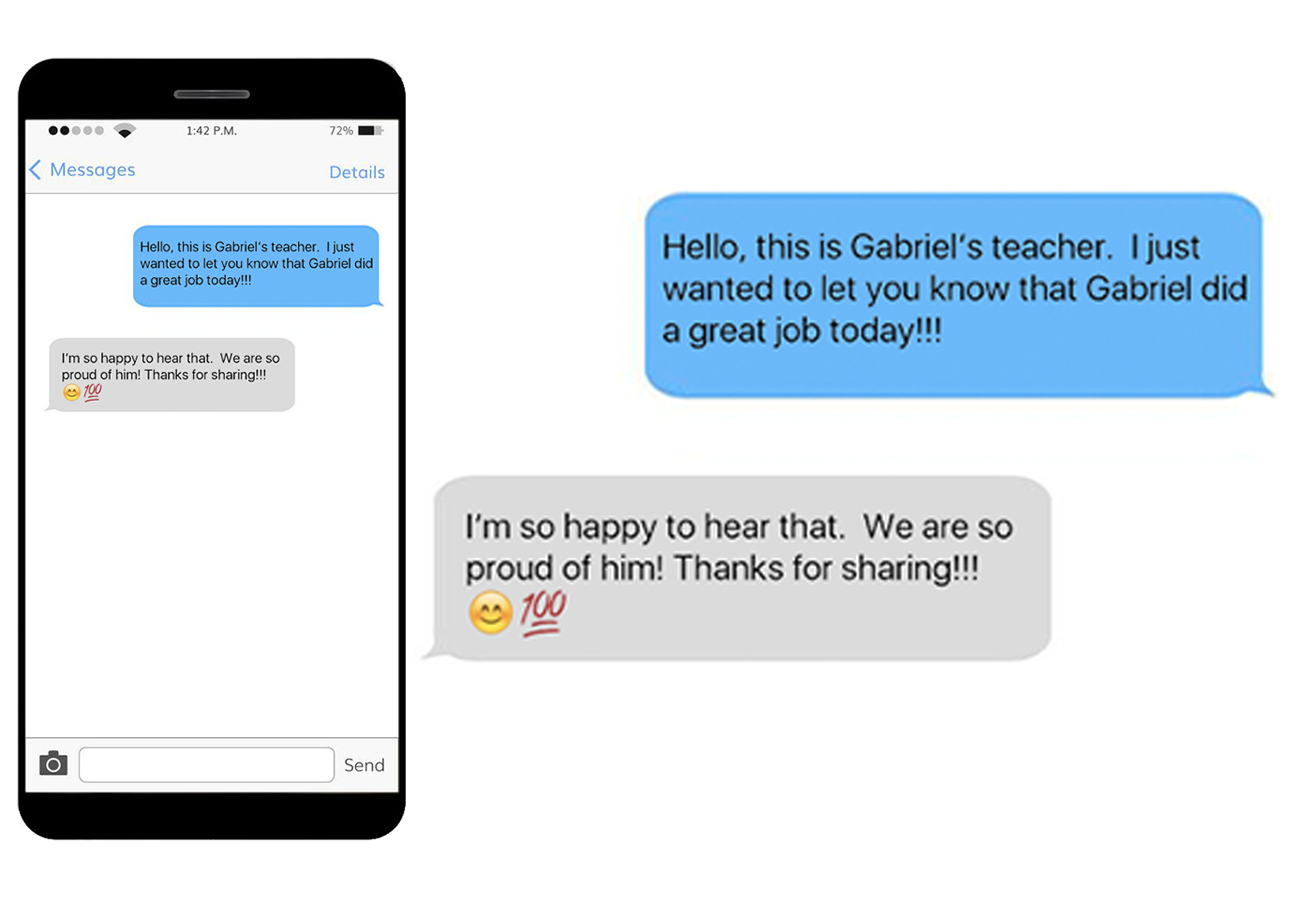 1:42 P.M.
72%
Messages
Details
Hello, this is Gabriel's teacher.  I just
wanted to let you know that Gabriel did
a great job today!!!
I'm so happy to hear that.  We are so
proud of him! Thanks for sharing!!!
😊💯
Send
Hello, this is Gabriel's teacher.  I just
wanted to let you know that Gabriel did
a great job today!!!
I'm so happy to hear that.  We are so
proud of him! Thanks for sharing!!!
😊💯